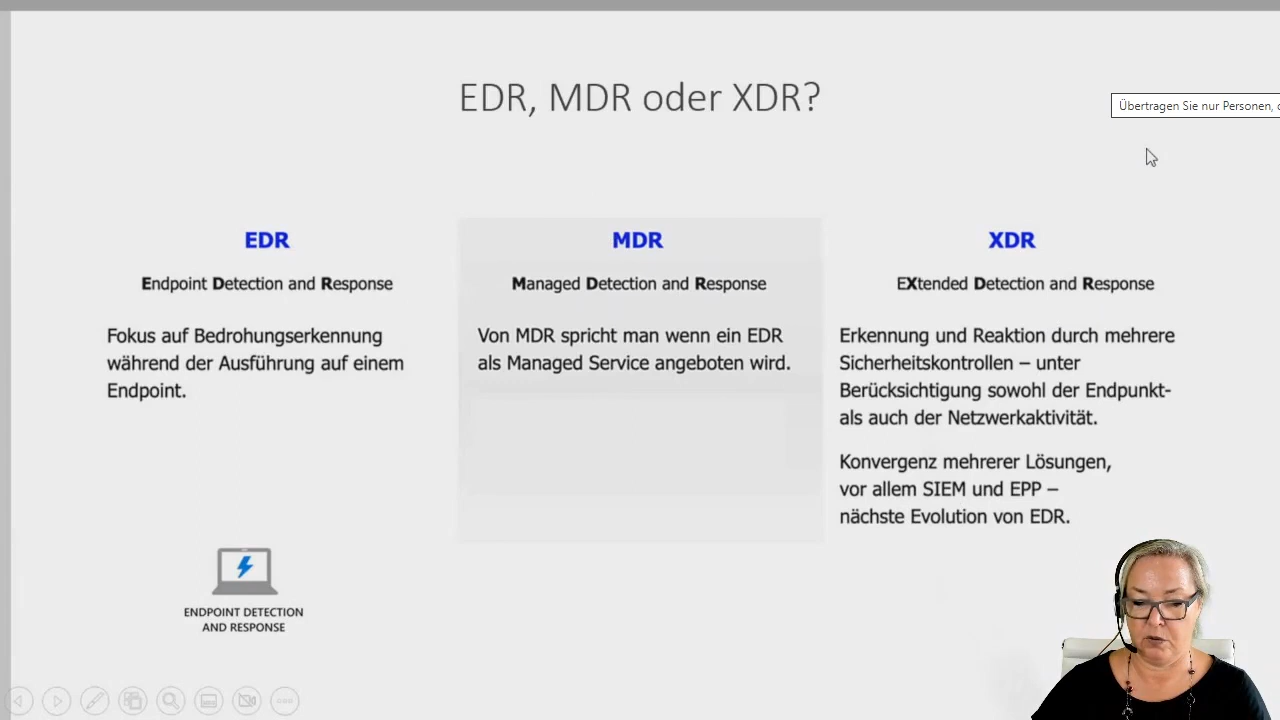 EDR, MDR oder XDR?
Übertragen Sie nur Personen,
EDR
Endpoint Detection and Response
Fokus auf Bedrohungserkennung
während der Ausführung auf einem
Endpoint.
ENDPOINT DETECTION
AND RESPONSE
MDR
Managed Detection and Response
Von MDR spricht man wenn ein EDR
als Managed Service angeboten wird.
XDR
EXtended Detection and Response
Erkennung und Reaktion durch mehrere
Sicherheitskontrollen – unter
Berücksichtigung sowohl der Endpunkt-
als auch der Netzwerkaktivität.
Konvergenz mehrerer Lösungen,
vor allem SIEM und EPP –
nächste Evolution von EDR.